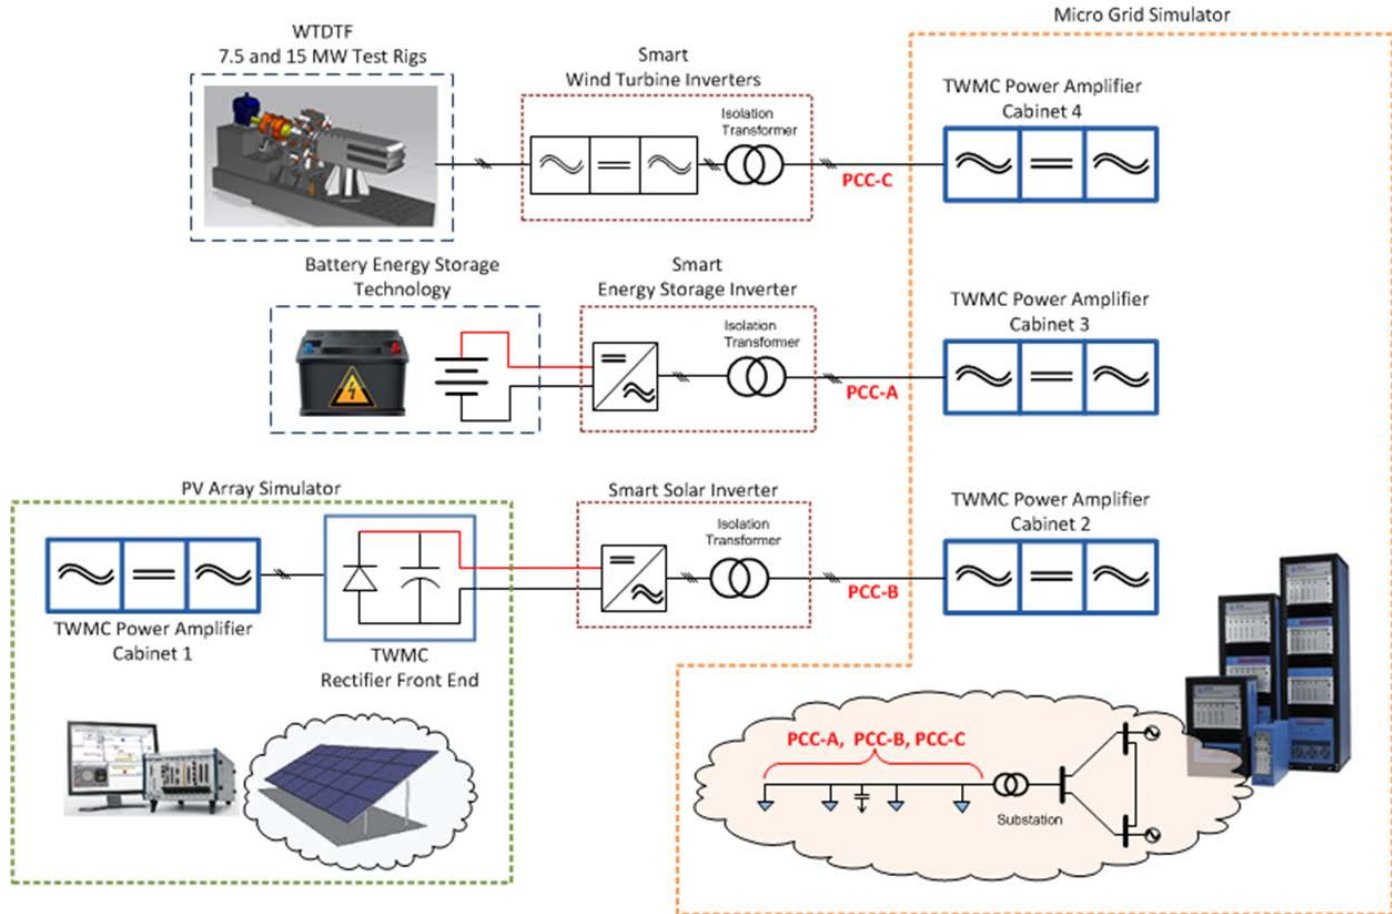 Micro Grid Simulator
WTDTF
7.5 and 15 MW Test Rigs
Smart
Wind Turbine Inverters
Isolation
Transformer
PCC-C
TWMC Power Amplifier
Cabinet 4
Battery Energy Storage
Technology
Smart
Energy Storage Inverter
Isolation
Transformer
PCC-A
TWMC Power Amplifier
Cabinet 3
PV Array Simulator
Smart Solar Inverter
Isolation
Transformer
PCC-B
TWMC Power Amplifier
Cabinet 2
TWMC Power Amplifier
Cabinet 1
TWMC
Rectifier Front End
PCC-A, PCC-B, PCC-C
Substation